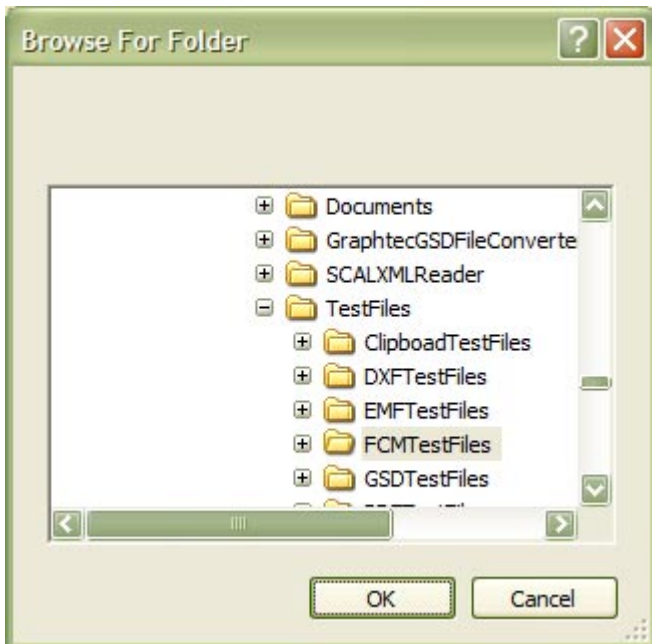 Browse For Folder
Documents
GraphtecGSDFileConverte
SCALXMLReader
TestFiles
ClipboadTestFiles
DXFTestFiles
EMFTestFiles
FCMTestFiles
GSDTestFiles
OK
Cancel